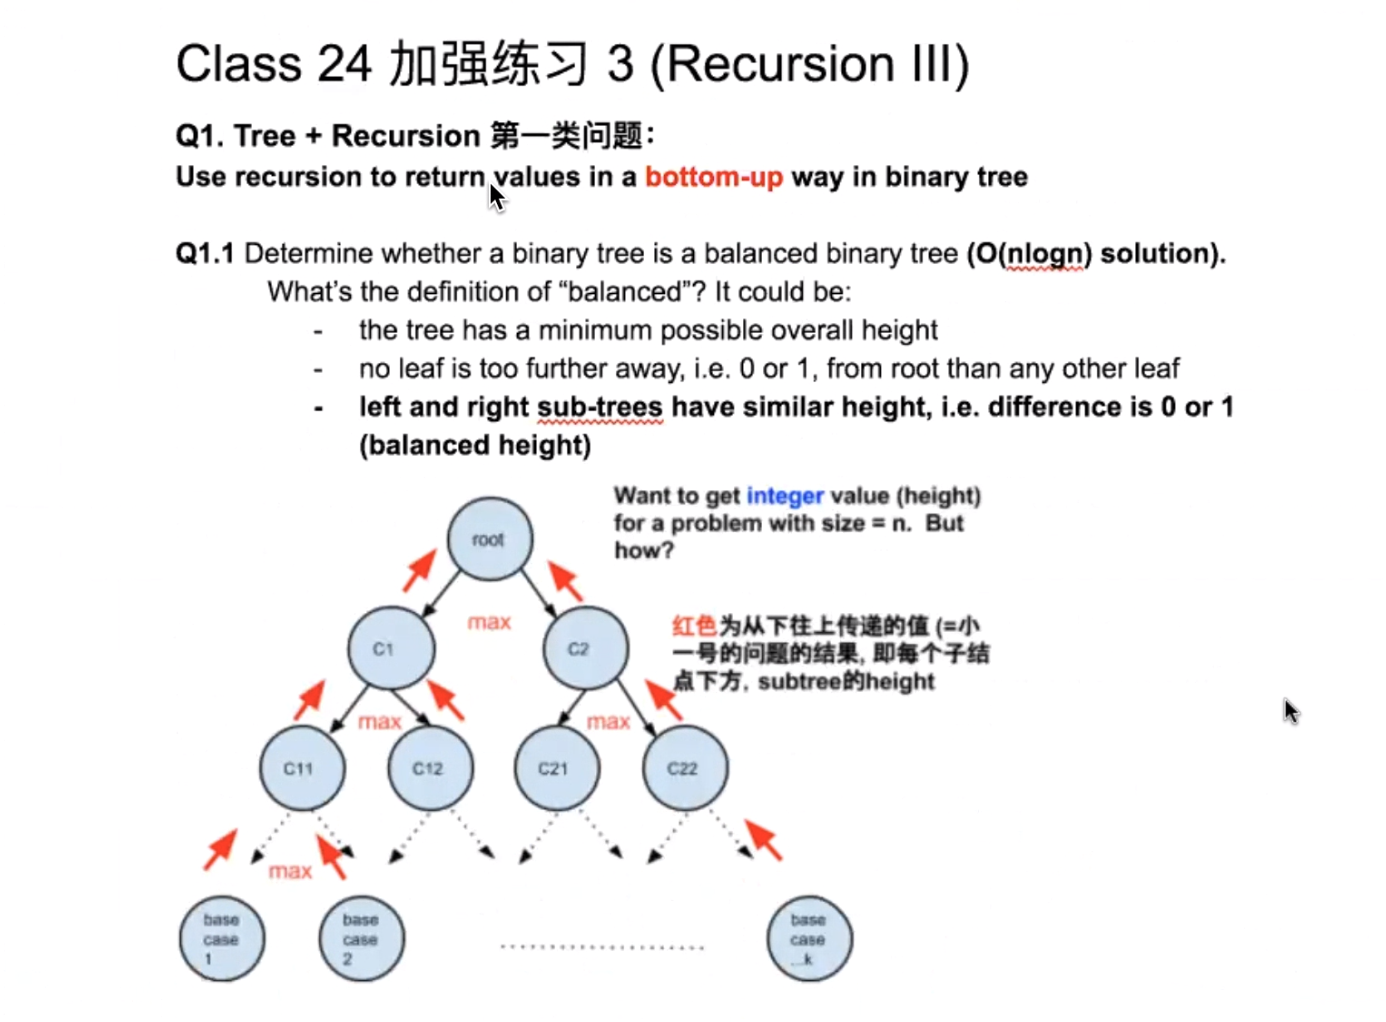 Class 24 加强练习 3 (Recursion III)
Q1. Tree + Recursion 第一类问题：
Use recursion to return values in a bottom-up way in binary tree
Q1.1 Determine whether a binary tree is a balanced binary tree (O(nlogn) solution).
What's the definition of “balanced”? It could be:
- the tree has a minimum possible overall height
- no leaf is too further away, i.e. 0 or 1, from root than any other leaf
- left and right sub-trees have similar height, i.e. difference is 0 or 1
(balanced height)
Want to get integer value (height)
for a problem with size = n. But
how?
root
max
红色为从下往上传递的值 (=小
一号的问题的结果, 即每个子结
点下方, subtree的height
C1
C2
max
max
C11
C12
C21
C22
max
base
case
1
base
case
2
base
case
...k